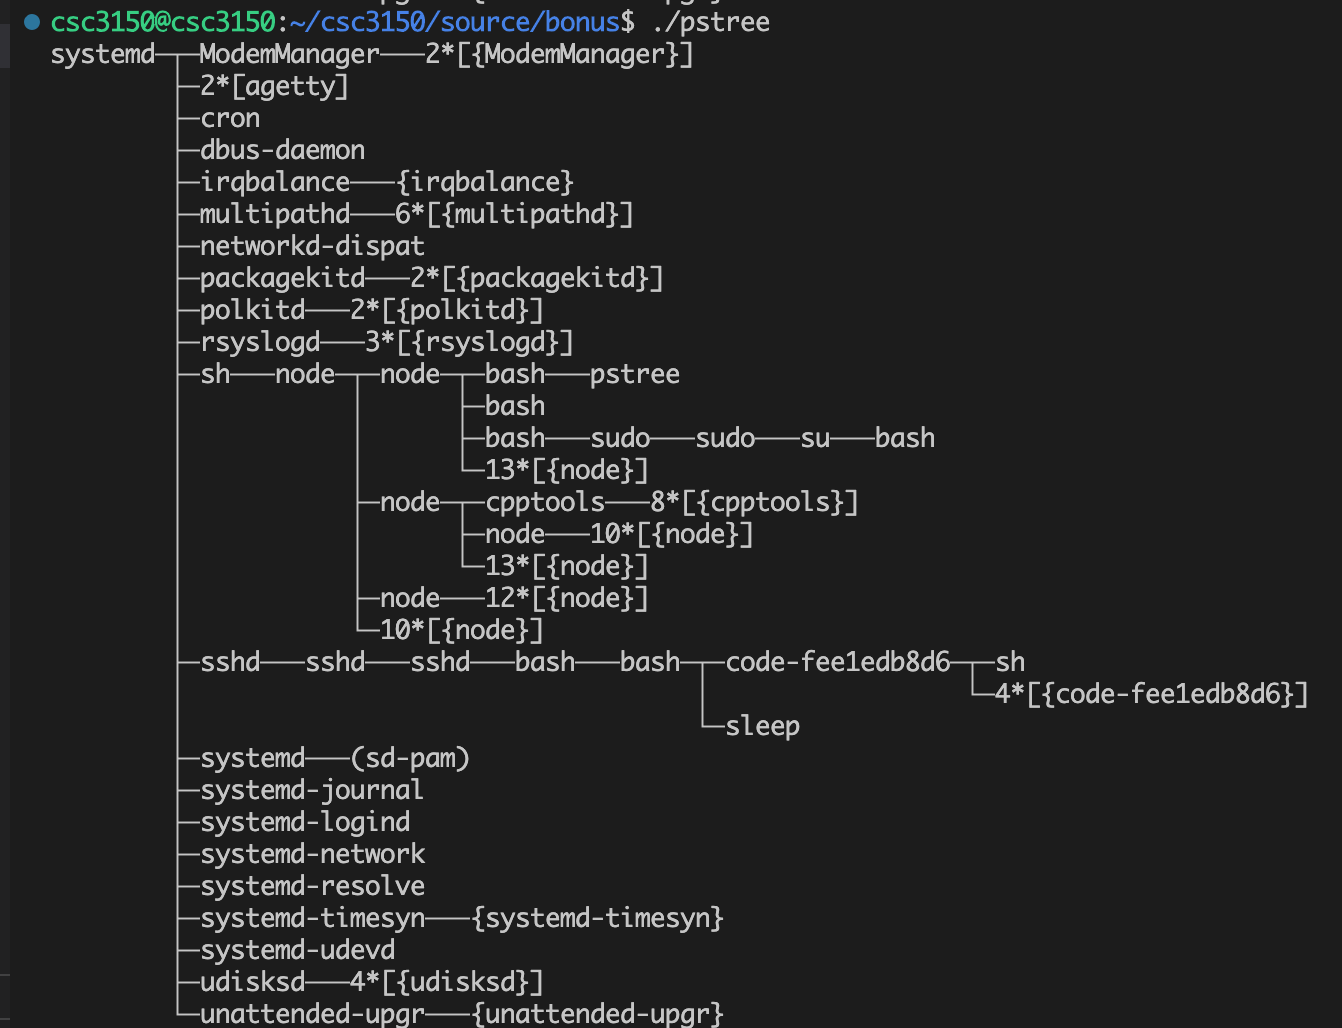 csc3150@csc3150:~/csc3150/source/bonus$ ./pstree
systemd─┬─ModemManager───2*[{ModemManager}]
        ├─2*[agetty]
        ├─cron
        ├─dbus-daemon
        ├─irqbalance───{irqbalance}
        ├─multipathd───6*[{multipathd}]
        ├─networkd-dispat
        ├─packagekitd───2*[{packagekitd}]
        ├─polkitd───2*[{polkitd}]
        ├─rsyslogd───3*[{rsyslogd}]
        ├─sh───node─┬─node─┬─bash───pstree
        │           │      ├─bash
        │           │      ├─bash───sudo───sudo───su───bash
        │           │      └─13*[{node}]
        │           ├─node─┬─cpptools───8*[{cpptools}]
        │           │      ├─node───10*[{node}]
        │           │      └─13*[{node}]
        │           ├─node───12*[{node}]
        │           └─10*[{node}]
        ├─sshd───sshd───sshd───bash───bash─┬─code-fee1edb8d6─┬─sh
        │                                  │                 └─4*[{code-fee1edb8d6}]
        │                                  └─sleep
        ├─systemd───(sd-pam)
        ├─systemd-journal
        ├─systemd-logind
        ├─systemd-network
        ├─systemd-resolve
        ├─systemd-timesyn───{systemd-timesyn}
        ├─systemd-udevd
        ├─udisksd───4*[{udisksd}]
        └─unattended-upgr───{unattended-upgr}